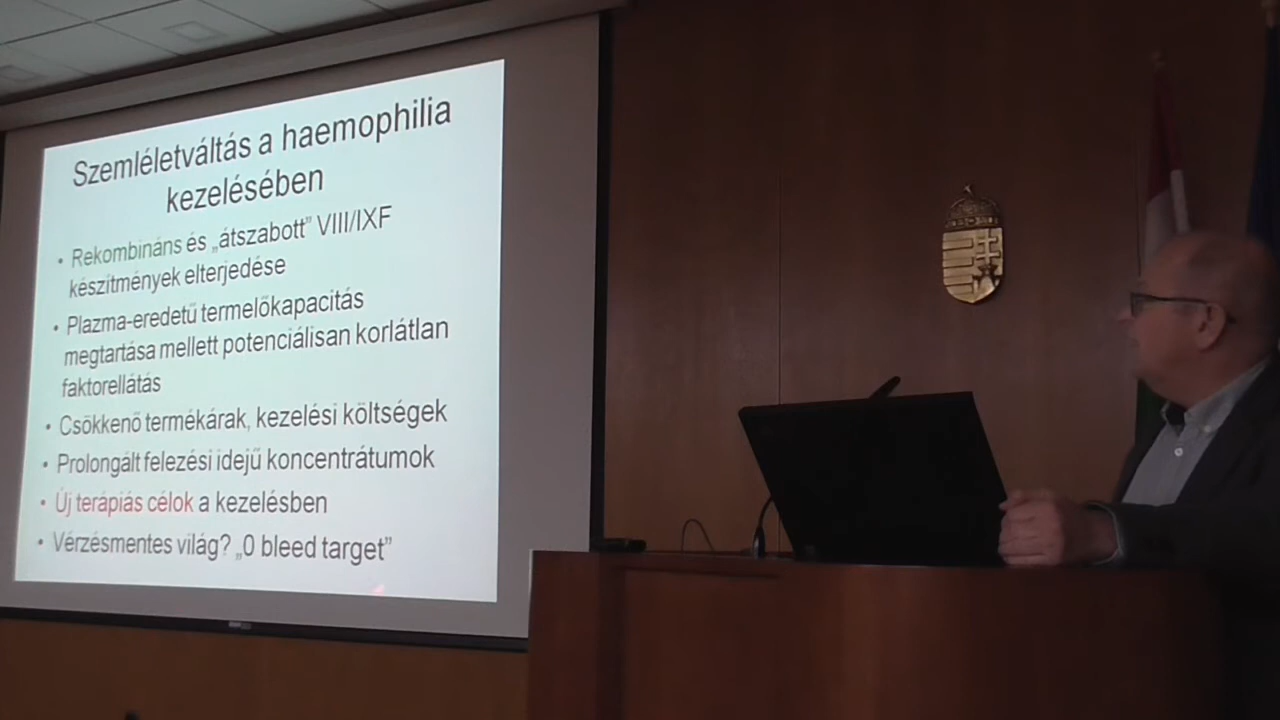 Szemléletváltás a haemophilia
kezelésében
• Rekombináns és „átszabott” VIII/IXF
készítmények elterjedése
• Plazma-eredetű termelőkapacitás
megtartása mellett potenciálisan korlátlan
faktorellátás
• Csökkenő termékárak, kezelési költségek
• Prolongált felezési idejű koncentrátumok
• Új terápiás célok a kezelésben
• Vérzésmentes világ? „0 bleed target”